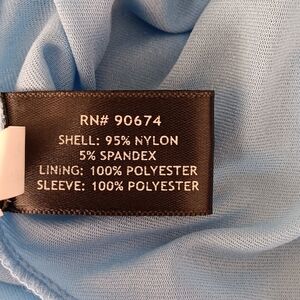 RN# 90674
SHELL: 95% NYLON
5% SPANDEX
LINING: 100% POLYESTER
SLEEVE: 100% POLYESTER